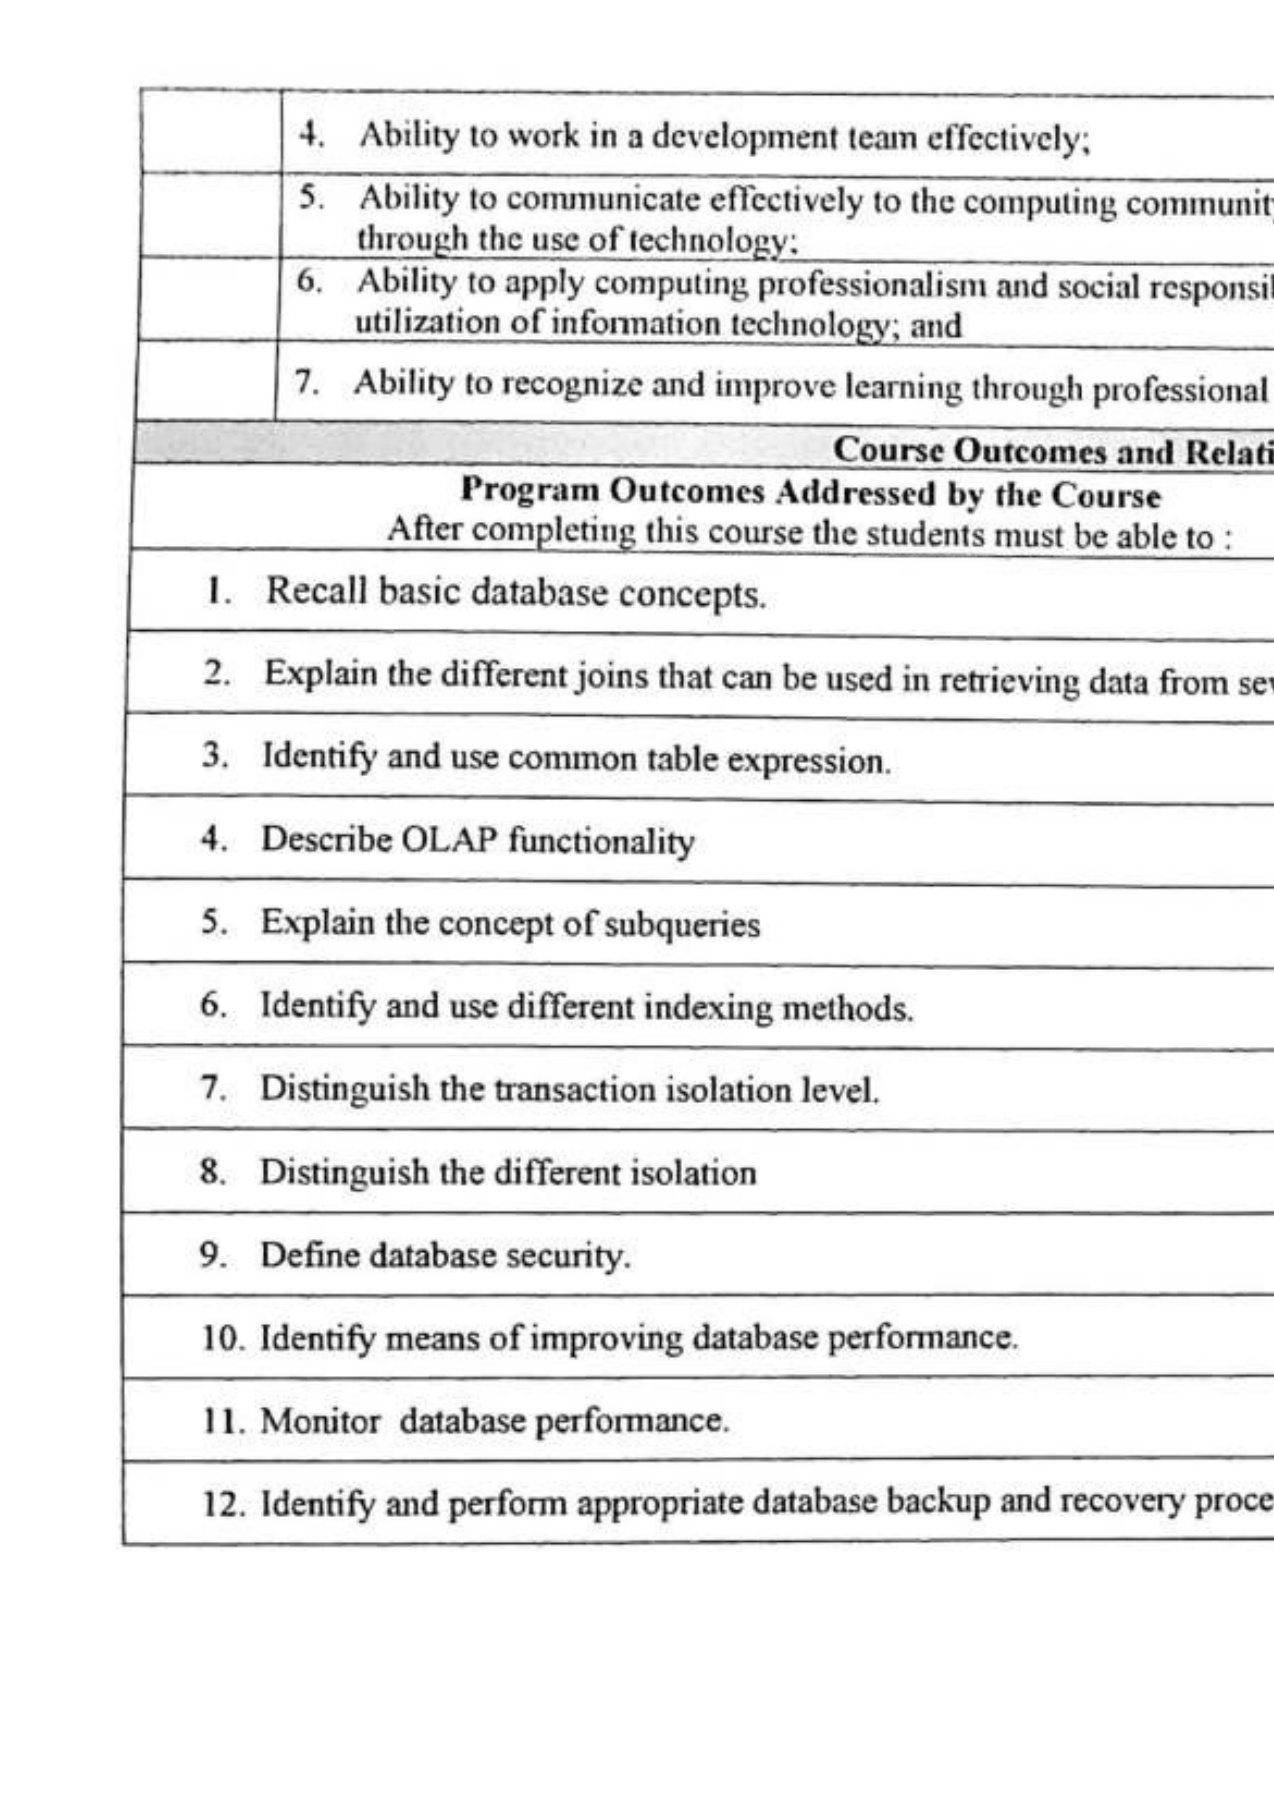 4. Ability to work in a development team effectively;
5. Ability to communicate effectively to the computing communit
through the use of technology;
6. Ability to apply computing professionalism and social responsil
utilization of information technology; and
7. Ability to recognize and improve learning through professional
Course Outcomes and Relati
Program Outcomes Addressed by the Course
After completing this course the students must be able to :
1. Recall basic database concepts.
2. Explain the different joins that can be used in retrieving data from sev
3. Identify and use common table expression.
4. Describe OLAP functionality
5. Explain the concept of subqueries
6. Identify and use different indexing methods.
7. Distinguish the transaction isolation level.
8. Distinguish the different isolation
9. Define database security.
10. Identify means of improving database performance.
11. Monitor database performance.
12. Identify and perform appropriate database backup and recovery proce